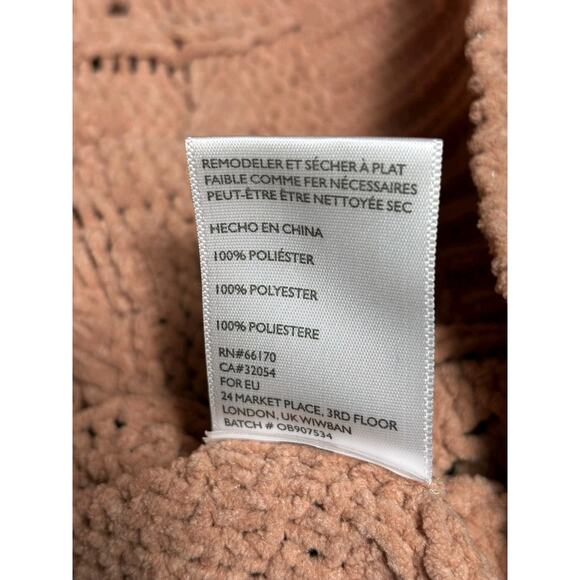 REMODELER ET SÉCHER À PLAT
FAIBLE COMME FER NÉCESSAIRES
PEUT-ÊTRE ÊTRE NETTOYÉE SEC
HECHO EN CHINA
100% POLIÉSTER
100% POLYESTER
100% POLIESTERE
RN#66170
CA#32054
FOR EU
24 MARKET PLACE, 3RD FLOOR
LONDON, UK WIWBAN
BATCH # OB907534